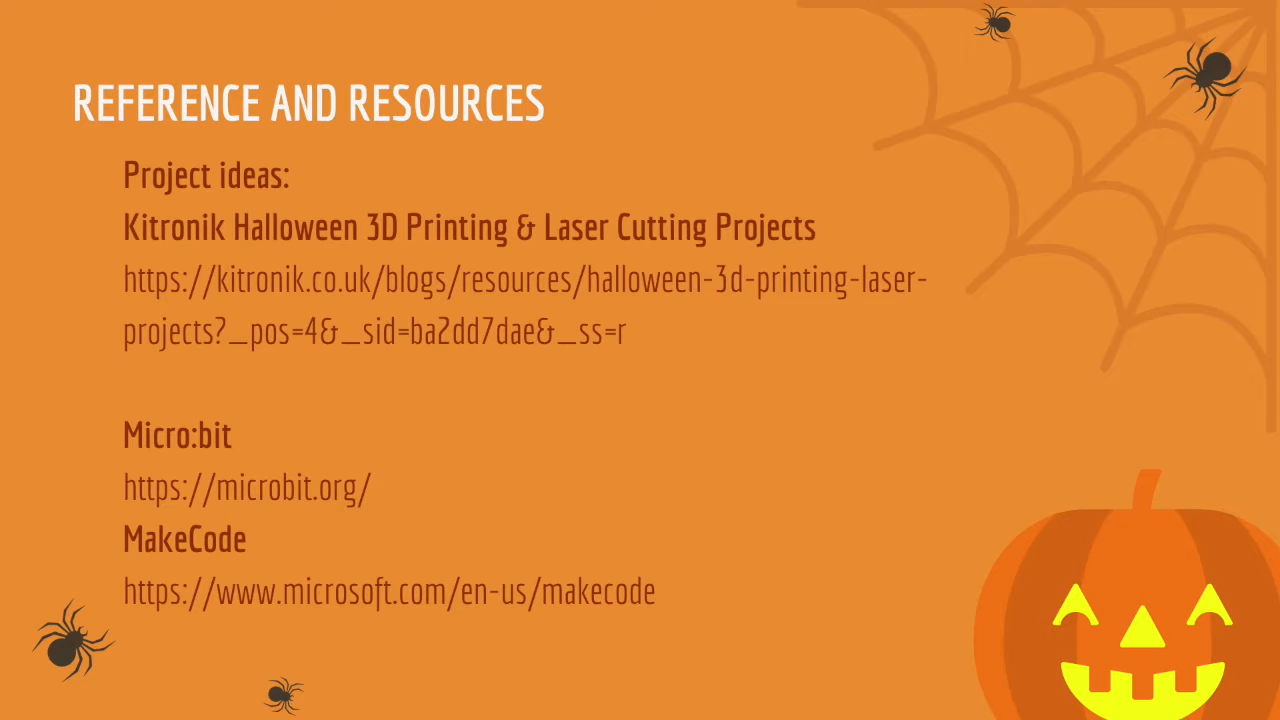 REFERENCE AND RESOURCES
Project ideas:
Kitronik Halloween 3D Printing & Laser Cutting Projects
https://kitronik.co.uk/blogs/resources/halloween-3d-printing-laser-
projects?_pos=4&_sid=ba2dd7dae&_ss=r
Micro:bit
https://microbit.org/
MakeCode
https://www.microsoft.com/en-us/makecode